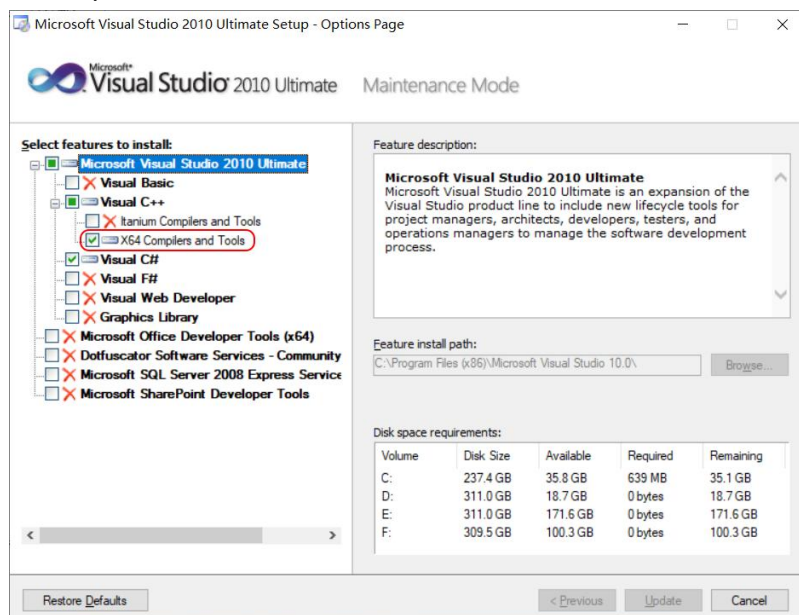 Microsoft Visual Studio 2010 Ultimate Setup - Options Page
Microsoft®
Visual Studio® 2010 Ultimate Maintenance Mode
Select features to install:
Microsoft Visual Studio 2010 Ultimate
Visual Basic
Visual C++
Itanium Compilers and Tools
X64 Compilers and Tools
Visual C#
Visual F#
Visual Web Developer
Graphics Library
Microsoft Office Developer Tools (x64)
Dotfuscator Software Services - Community
Microsoft SQL Server 2008 Express Service
Microsoft SharePoint Developer Tools
Feature description:
Microsoft Visual Studio 2010 Ultimate
Microsoft Visual Studio 2010 Ultimate is an expansion of the
Visual Studio product line to include new lifecycle tools for
project managers, architects, developers, testers, and
operations managers to manage the software development
process.
Feature install path:
C:\Program Files (x86)\Microsoft Visual Studio 10.0\ Browse...
Disk space requirements:
Volume Disk Size Available Required Remaining
C: 237.4 GB 35.8 GB 639 MB 35.1 GB
D: 311.0 GB 18.7 GB 0 bytes 18.7 GB
E: 311.0 GB 171.6 GB 0 bytes 171.6 GB
F: 309.5 GB 100.3 GB 0 bytes 100.3 GB
Restore Defaults < Previous Update Cancel